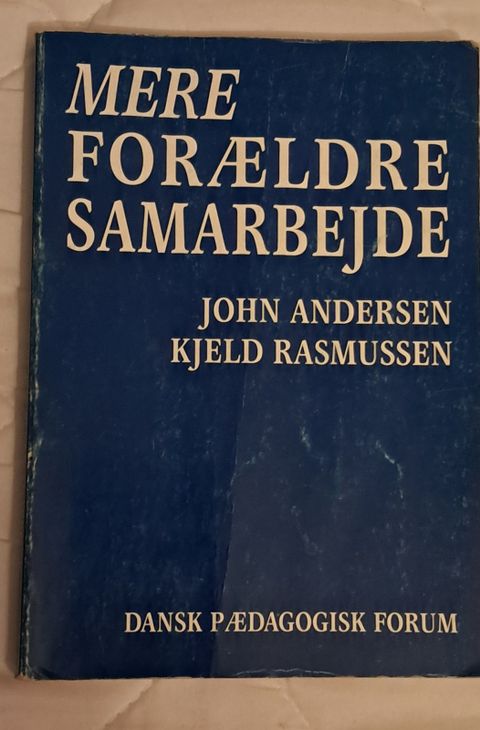 MERE
FORÆLDRE
SAMARBEJDE
JOHN ANDERSEN
KJELD RASMUSSEN
DANSK PÆDAGOGISK FORUM